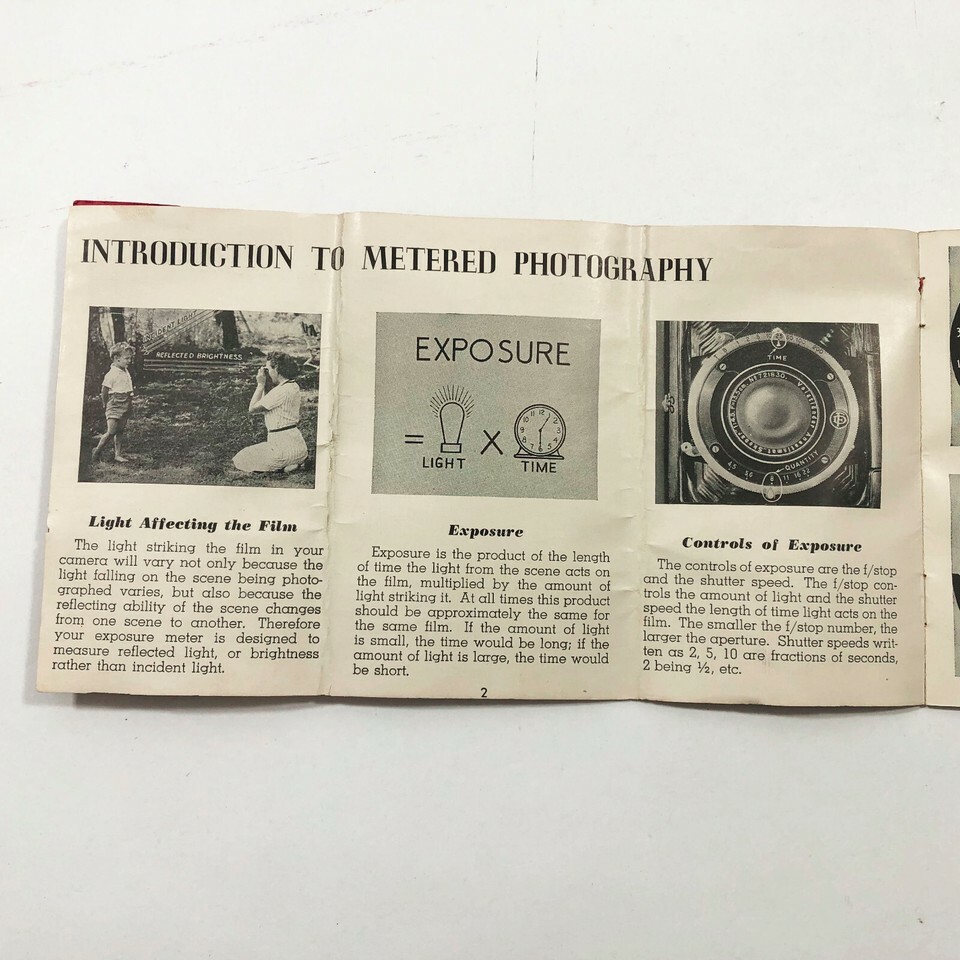 INTRODUCTION TO METERED PHOTOGRAPHY
INCIDENT LIGHT
REFLECTED BRIGHTNESS
Light Affecting the Film
The light striking the film in your
camera will vary not only because the
light falling on the scene being photo-
graphed varies, but also because the
reflecting ability of the scene changes
from one scene to another. Therefore
your exposure meter is designed to
measure reflected light, or brightness
rather than incident light.
EXPOSURE
= LIGHT X TIME
Exposure
Exposure is the product of the length
of time the light from the scene acts on
the film, multiplied by the amount of
light striking it. At all times this product
should be approximately the same for
the same film. If the amount of light
is small, the time would be long; if the
amount of light is large, the time would
be short.
TIME
QUANTITY
4,5 5,6 8 11 16 22
Controls of Exposure
The controls of exposure are the f/stop
and the shutter speed. The f/stop con-
trols the amount of light and the shutter
speed the length of time light acts on the
film. The smaller the f/stop number, the
larger the aperture. Shutter speeds writ-
ten as 2, 5, 10 are fractions of seconds,
2 being ½, etc.
2